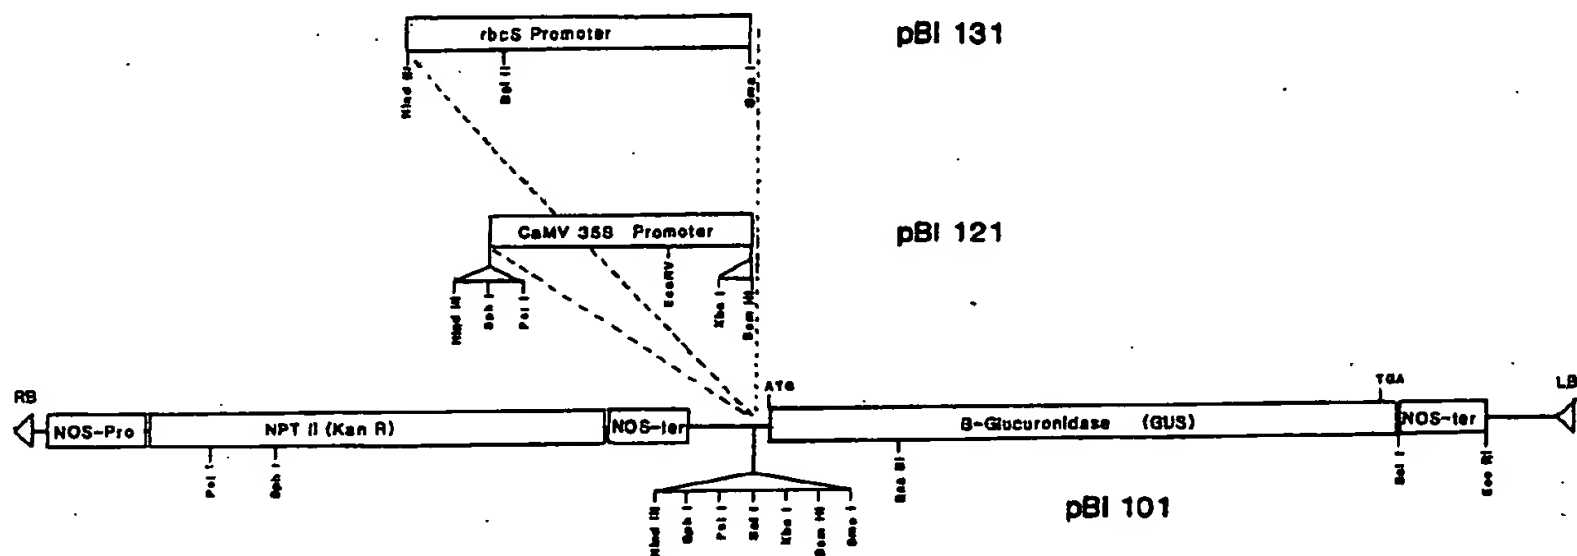 pBI 131
rbcS Promoter
Hind III
Bgl II
Sma I
pBI 121
CaMV 35S Promoter
Hind III
Sph I
Pst I
EcoRV
Xba I
Bam HI
RB
ATG
TGA
LB
NOS-Pro
NPT II (Kan R)
NOS-ter
B-Glucuronidase (GUS)
NOS-ter
Pst I
Sph I
Sna BI
Sst I
Eco RI
Hind III
Sph I
Pst I
Sal I
Xba I
Bam HI
Sma I
pBI 101